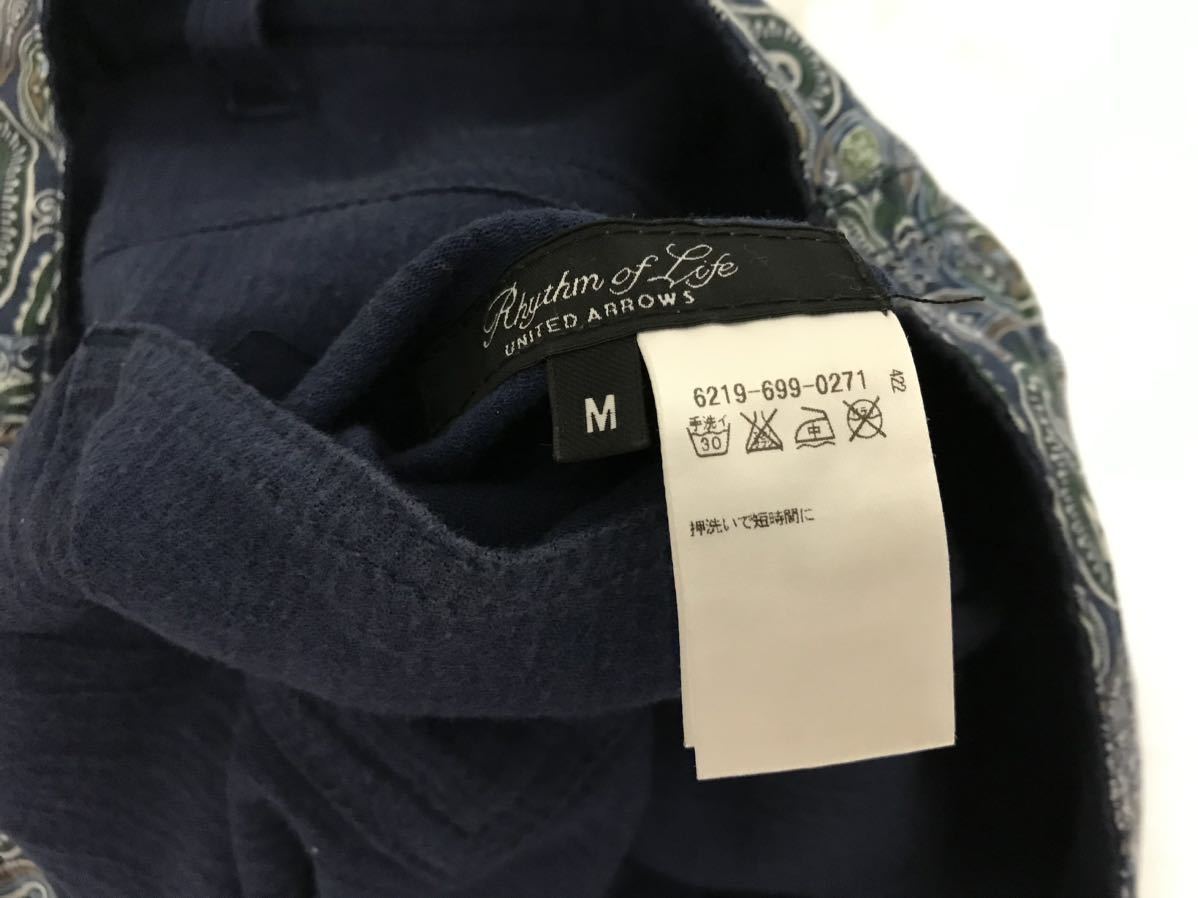 Rhythm of Life
UNITED ARROWS
M
6219-699-0271
422
手洗イ
30
中
押洗いで短時間に